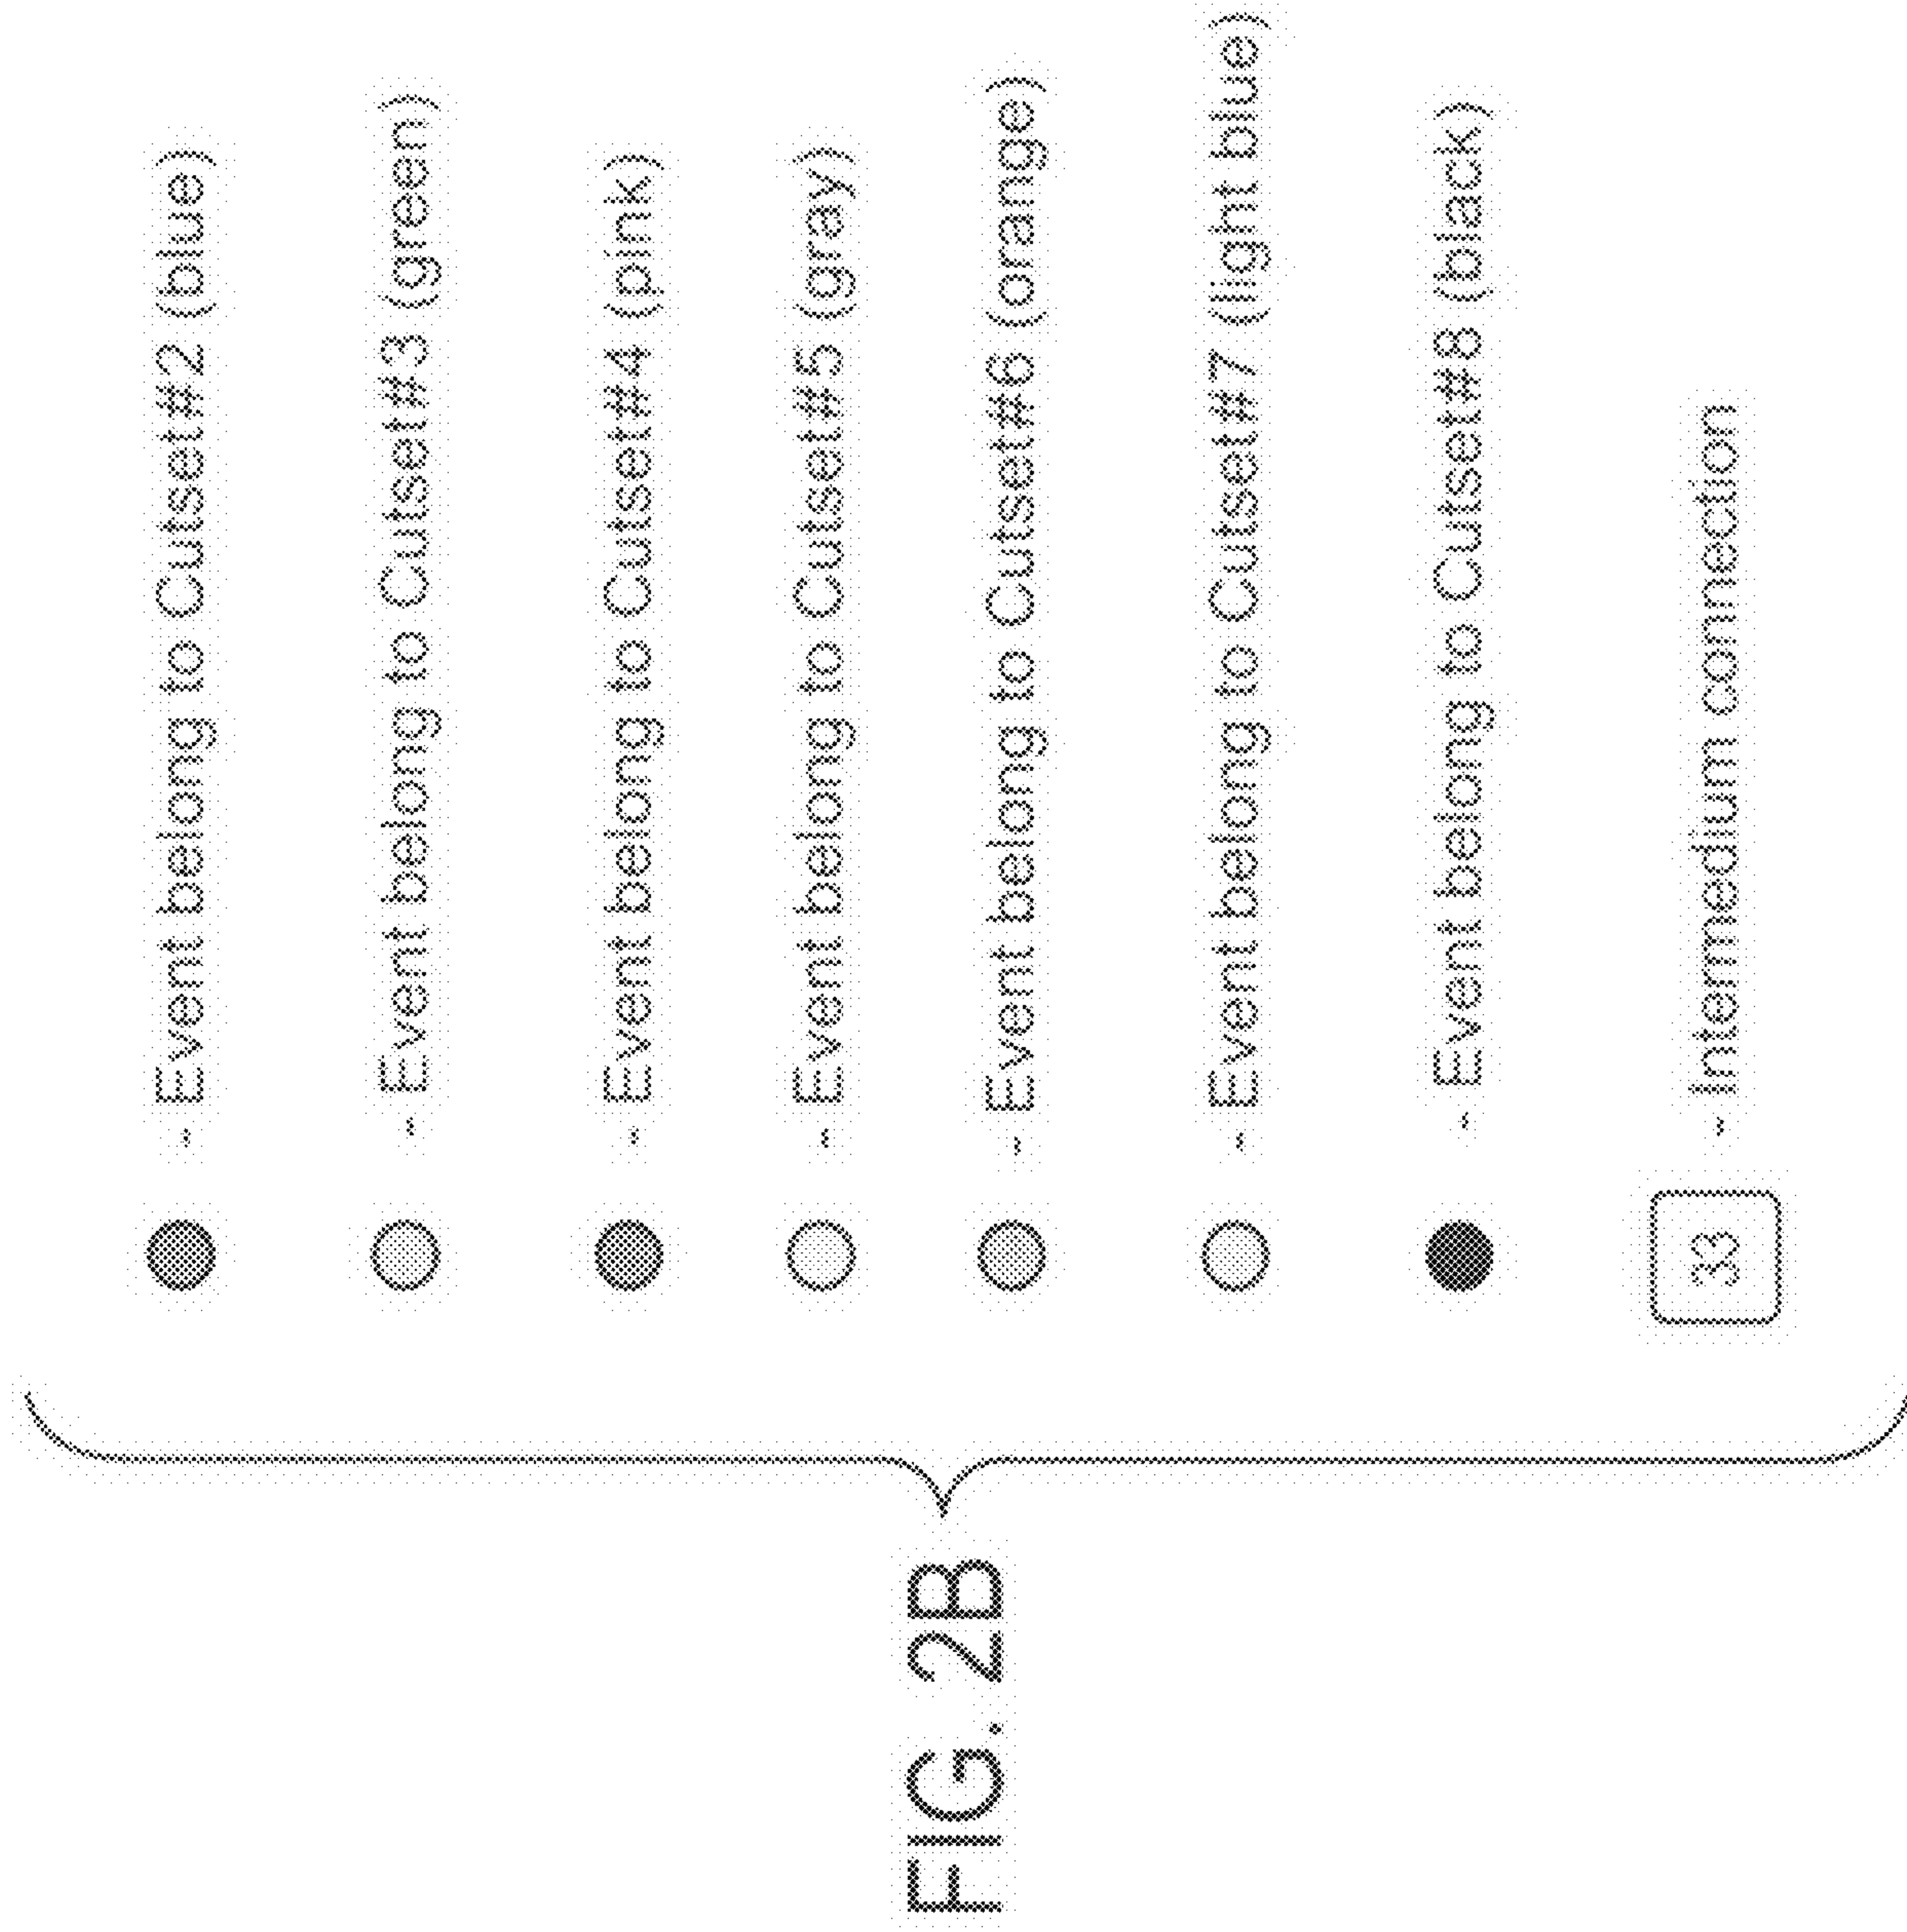 - Event belong to Cutset#2 (blue)
- Event belong to Cutset#3 (green)
- Event belong to Cutset#4 (pink)
- Event belong to Cutset#5 (gray)
- Event belong to Cutset#6 (orange)
- Event belong to Cutset#7 (light blue)
- Event belong to Cutset#8 (black)
33 - Intermedium connection
FIG. 2B